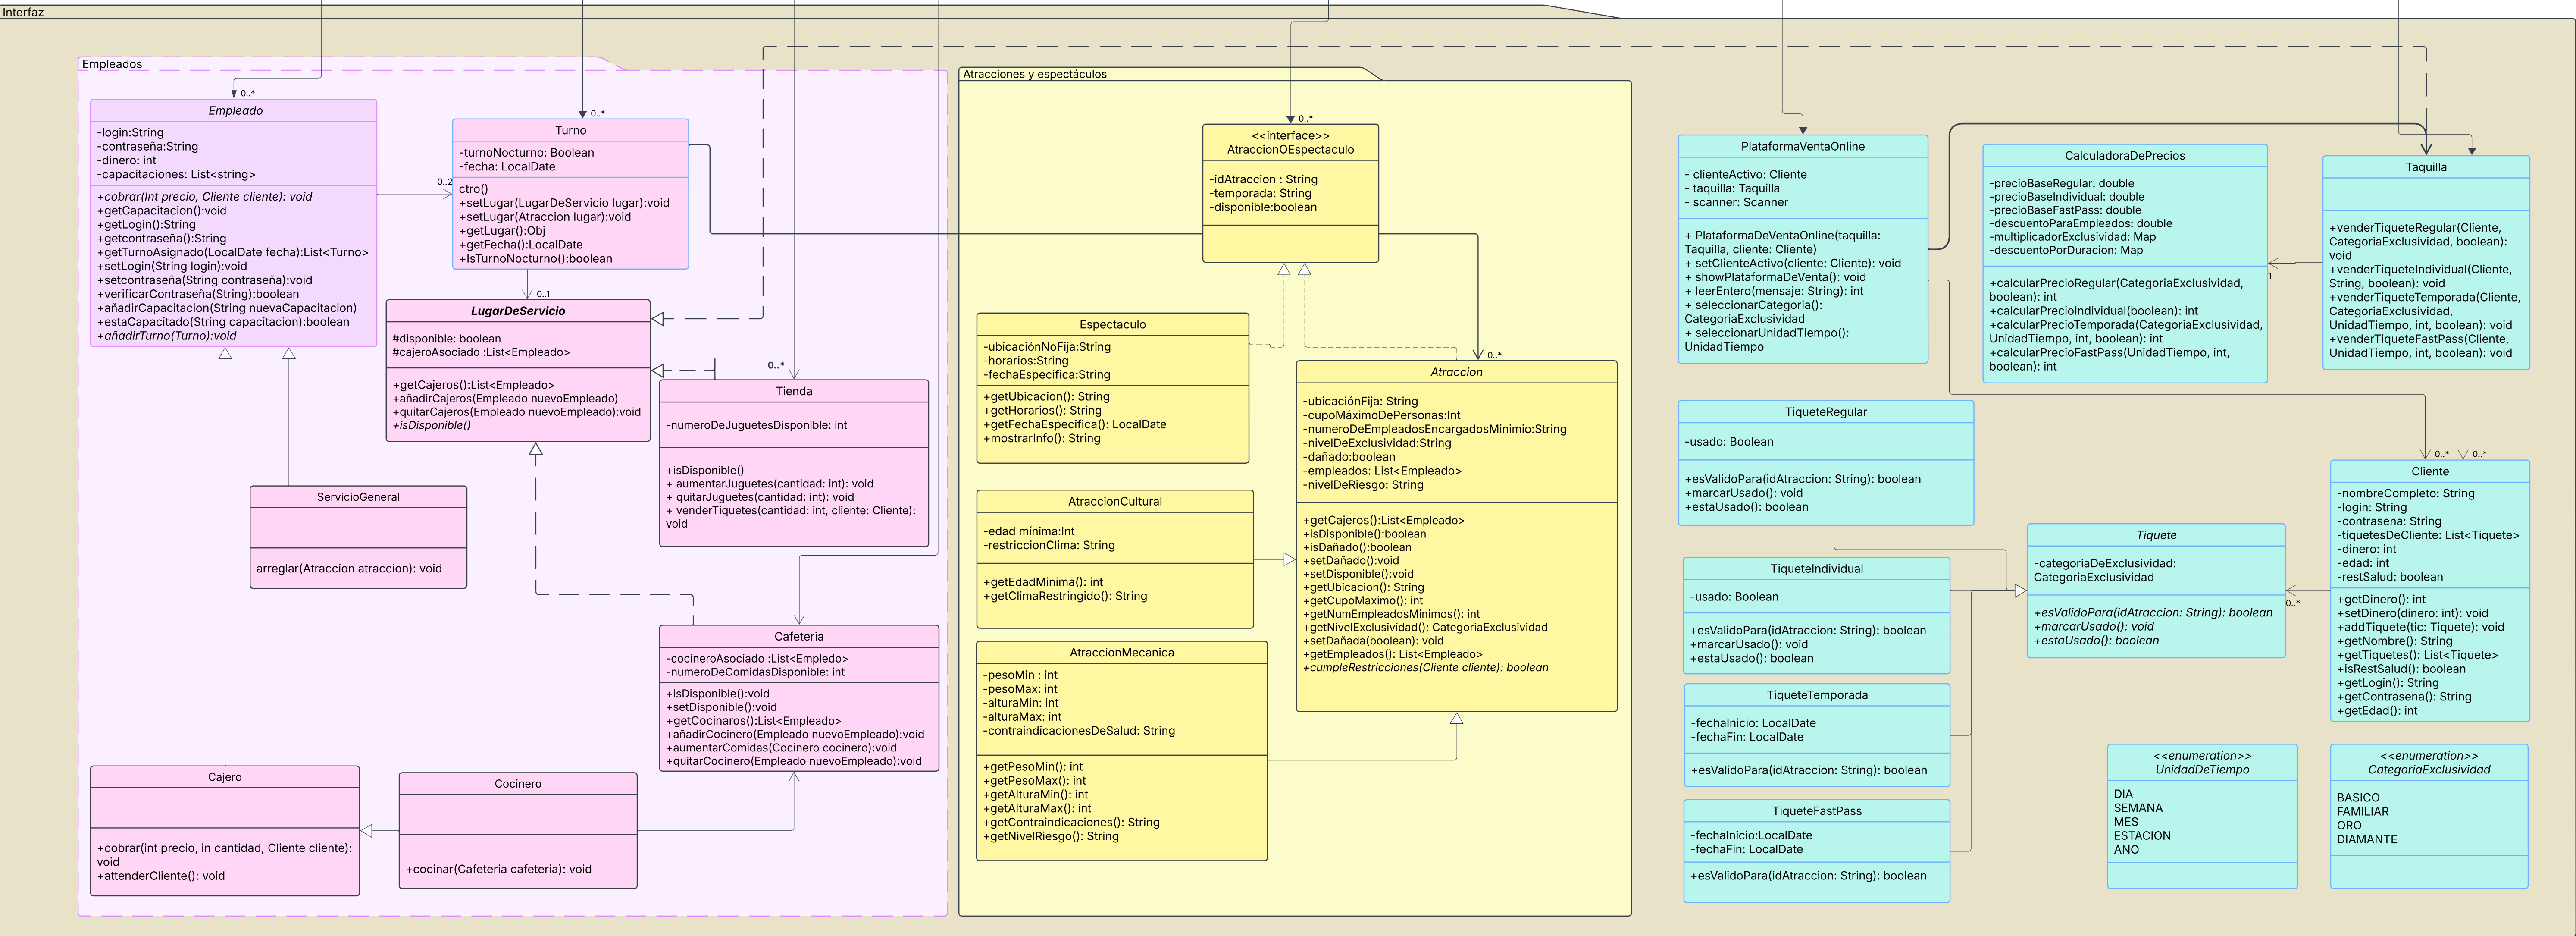 Interfaz
Empleados
0..*
Empleado
-login:String
-contraseña:String
-dinero: int
-capacitaciones: List<string>
+cobrar(Int precio, Cliente cliente): void
+getCapacitacion():void
+getLogin():String
+getcontraseña():String
+getTurnoAsignado(LocalDate fecha):List<Turno>
+setLogin(String login):void
+setcontraseña(String contraseña):void
+verificarContraseña(String):boolean
+añadirCapacitacion(String nuevaCapacitacion)
+estaCapacitado(String capacitacion):boolean
+añadirTurno(Turno):void
0..2
0..*
Turno
-turnoNocturno: Boolean
-fecha: LocalDate
ctro()
+setLugar(LugarDeServicio lugar):void
+setLugar(Atraccion lugar):void
+getLugar():Obj
+getFecha():LocalDate
+IsTurnoNocturno():boolean
0..1
LugarDeServicio
#disponible: boolean
#cajeroAsociado :List<Empleado>
+getCajeros():List<Empleado>
+añadirCajeros(Empleado nuevoEmpleado)
+quitarCajeros(Empleado nuevoEmpleado):void
+isDisponible()
0..*
Tienda
-numeroDeJuguetesDisponible: int
+isDisponible()
+ aumentarJuguetes(cantidad: int): void
+ quitarJuguetes(cantidad: int): void
+ venderTiquetes(cantidad: int, cliente: Cliente):
void
ServicioGeneral
arreglar(Atraccion atraccion): void
Cafeteria
-cocineroAsociado :List<Empledo>
-numeroDeComidasDisponible: int
+isDisponible():void
+setDisponible():void
+getCocinaros():List<Empleado>
+añadirCocinero(Empleado nuevoEmpleado):void
+aumentarComidas(Cocinero cocinero):void
+quitarCocinero(Empleado nuevoEmpleado):void
Cajero
+cobrar(int precio, in cantidad, Cliente cliente):
void
+attenderCliente(): void
Cocinero
+cocinar(Cafeteria cafeteria): void
Atracciones y espectáculos
0..*
<<interface>>
AtraccionOEspectaculo
-idAtraccion : String
-temporada: String
-disponible:boolean
Espectaculo
-ubicaciónNoFija:String
-horarios:String
-fechaEspecifica:String
+getUbicacion(): String
+getHorarios(): String
+getFechaEspecifica(): LocalDate
+mostrarInfo(): String
0..*
Atraccion
-ubicaciónFija: String
-cupoMáximoDePersonas:Int
-numeroDeEmpleadosEncargadosMinimio:String
-nivelDeExclusividad:String
-dañado:boolean
-empleados: List<Empleado>
-nivelDeRiesgo: String
+getCajeros():List<Empleado>
+isDisponible():boolean
+isDañado():boolean
+setDañado():void
+setDisponible():void
+getUbicacion(): String
+getCupoMaximo(): int
+getNumEmpleadosMinimos(): int
+getNivelExclusividad(): CategoriaExclusividad
+setDañada(boolean): void
+getEmpleados(): List<Empleado>
+cumpleRestricciones(Cliente cliente): boolean
AtraccionCultural
-edad mínima:Int
-restriccionClima: String
+getEdadMinima(): int
+getClimaRestringido(): String
AtraccionMecanica
-pesoMin : int
-pesoMax: int
-alturaMin: int
-alturaMax: int
-contraindicacionesDeSalud: String
+getPesoMin(): int
+getPesoMax(): int
+getAlturaMin(): int
+getAlturaMax(): int
+getContraindicaciones(): String
+getNivelRiesgo(): String
PlataformaVentaOnline
- clienteActivo: Cliente
- taquilla: Taquilla
- scanner: Scanner
+ PlataformaDeVentaOnline(taquilla:
Taquilla, cliente: Cliente)
+ setClienteActivo(cliente: Cliente): void
+ showPlataformaDeVenta(): void
+ leerEntero(mensaje: String): int
+ seleccionarCategoria():
CategoriaExclusividad
+ seleccionarUnidadTiempo():
UnidadTiempo
CalculadoraDePrecios
-precioBaseRegular: double
-precioBaseIndividual: double
-precioBaseFastPass: double
-descuentoParaEmpleados: double
-multiplicadorExclusividad: Map
-descuentoPorDuracion: Map
+calcularPrecioRegular(CategoriaExclusividad,
boolean): int
+calcularPrecioIndividual(boolean): int
+calcularPrecioTemporada(CategoriaExclusividad,
UnidadTiempo, int, boolean): int
+calcularPrecioFastPass(UnidadTiempo, int,
boolean): int
1
Taquilla
+venderTiqueteRegular(Cliente,
CategoriaExclusividad, boolean):
void
+venderTiqueteIndividual(Cliente,
String, boolean): void
+venderTiqueteTemporada(Cliente,
CategoriaExclusividad,
UnidadTiempo, int, boolean): void
+venderTiqueteFastPass(Cliente,
UnidadTiempo, int, boolean): void
TiqueteRegular
-usado: Boolean
+esValidoPara(idAtraccion: String): boolean
+marcarUsado(): void
+estaUsado(): boolean
TiqueteIndividual
-usado: Boolean
+esValidoPara(idAtraccion: String): boolean
+marcarUsado(): void
+estaUsado(): boolean
TiqueteTemporada
-fechaInicio: LocalDate
-fechaFin: LocalDate
+esValidoPara(idAtraccion: String): boolean
TiqueteFastPass
-fechaInicio:LocalDate
-fechaFin: LocalDate
+esValidoPara(idAtraccion: String): boolean
Tiquete
-categoriaDeExclusividad:
CategoriaExclusividad
+esValidoPara(idAtraccion: String): boolean
+marcarUsado(): void
+estaUsado(): boolean
0..*
0..*
0..*
Cliente
-nombreCompleto: String
-login: String
-contrasena: String
-tiquetesDeCliente: List<Tiquete>
-dinero: int
-edad: int
-restSalud: boolean
+getDinero(): int
+setDinero(dinero: int): void
+addTiquete(tic: Tiquete): void
+getNombre(): String
+getTiquetes(): List<Tiquete>
+isRestSalud(): boolean
+getLogin(): String
+getContrasena(): String
+getEdad(): int
<<enumeration>>
UnidadDeTiempo
DIA
SEMANA
MES
ESTACION
ANO
<<enumeration>>
CategoriaExclusividad
BASICO
FAMILIAR
ORO
DIAMANTE